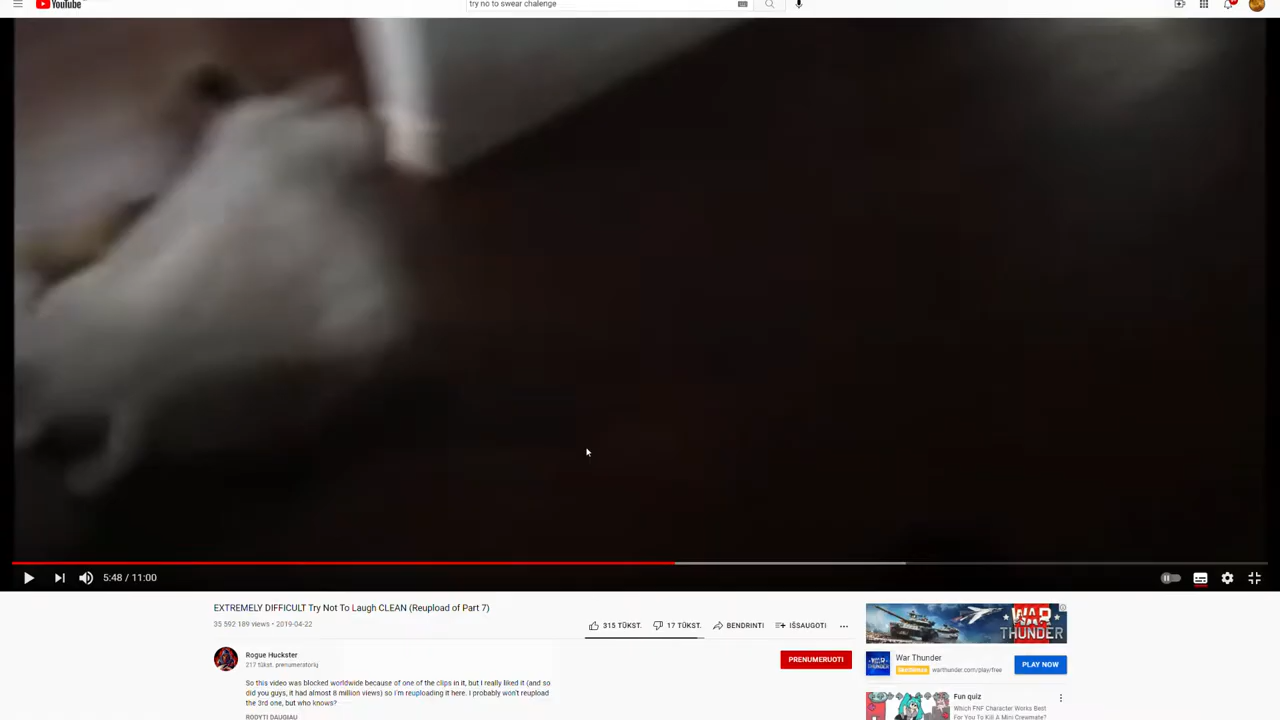 YouTube
try no to swear chalenge
5:48 / 11:00
EXTREMELY DIFFICULT Try Not To Laugh CLEAN (Reupload of Part 7)
35 592 189 views • 2019-04-22
315 TŪKST.
17 TŪKST.
BENDRINTI
IŠSAUGOTI
Rogue Huckster
217 tūkst. prenumeratorių
PRENUMERUOTI
So this video was blocked worldwide because of one of the clips in it, but I really liked it (and so
did you guys, it had almost 8 million views) so I'm reuploading it here. I probably won't reupload
the 3rd one, but who knows?
RODYTI DAUGIAU
WAR
THUNDER
War Thunder
warthunder.com/play/free
PLAY NOW
Fun quiz
Which FNF Character Works Best
For You To Kill A Mini Crewmate?